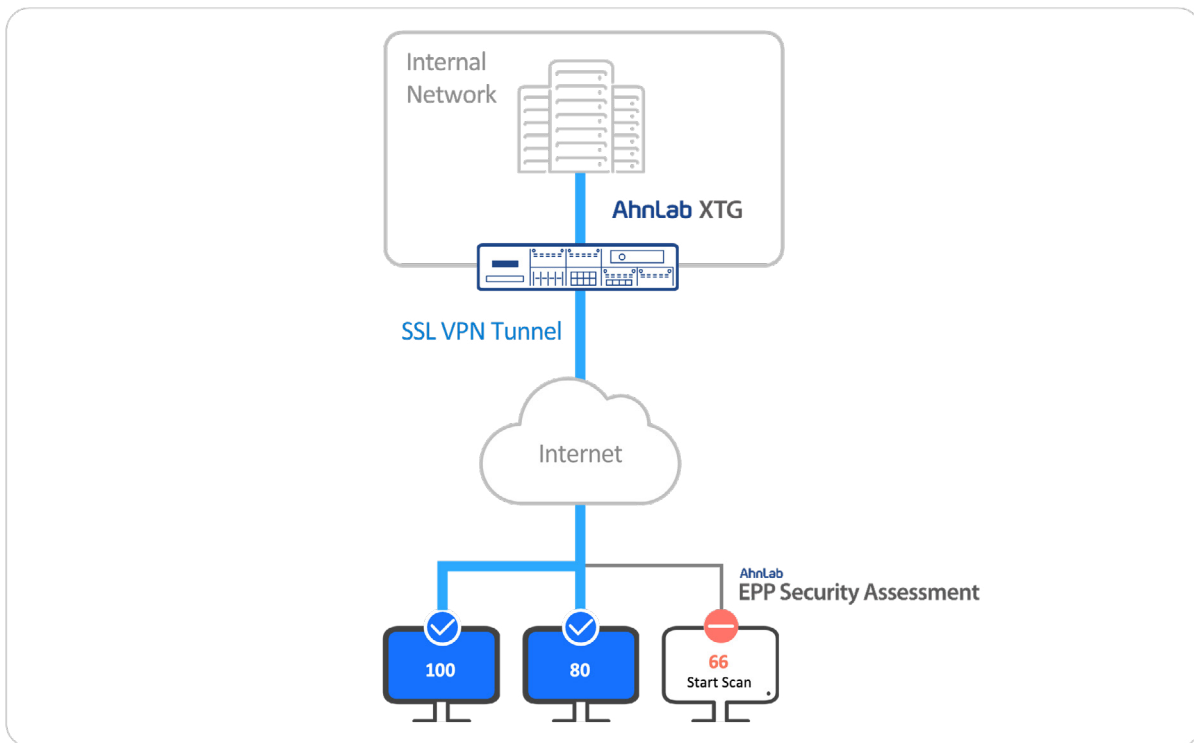 Internal
Network
AhnLab XTG
SSL VPN Tunnel
Internet
AhnLab
EPP Security Assessment
100
80
66
Start Scan